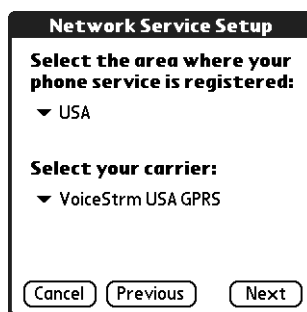 Network Service Setup
Select the area where your
phone service is registered:
USA
Select your carrier:
VoiceStrm USA GPRS
Cancel Previous Next